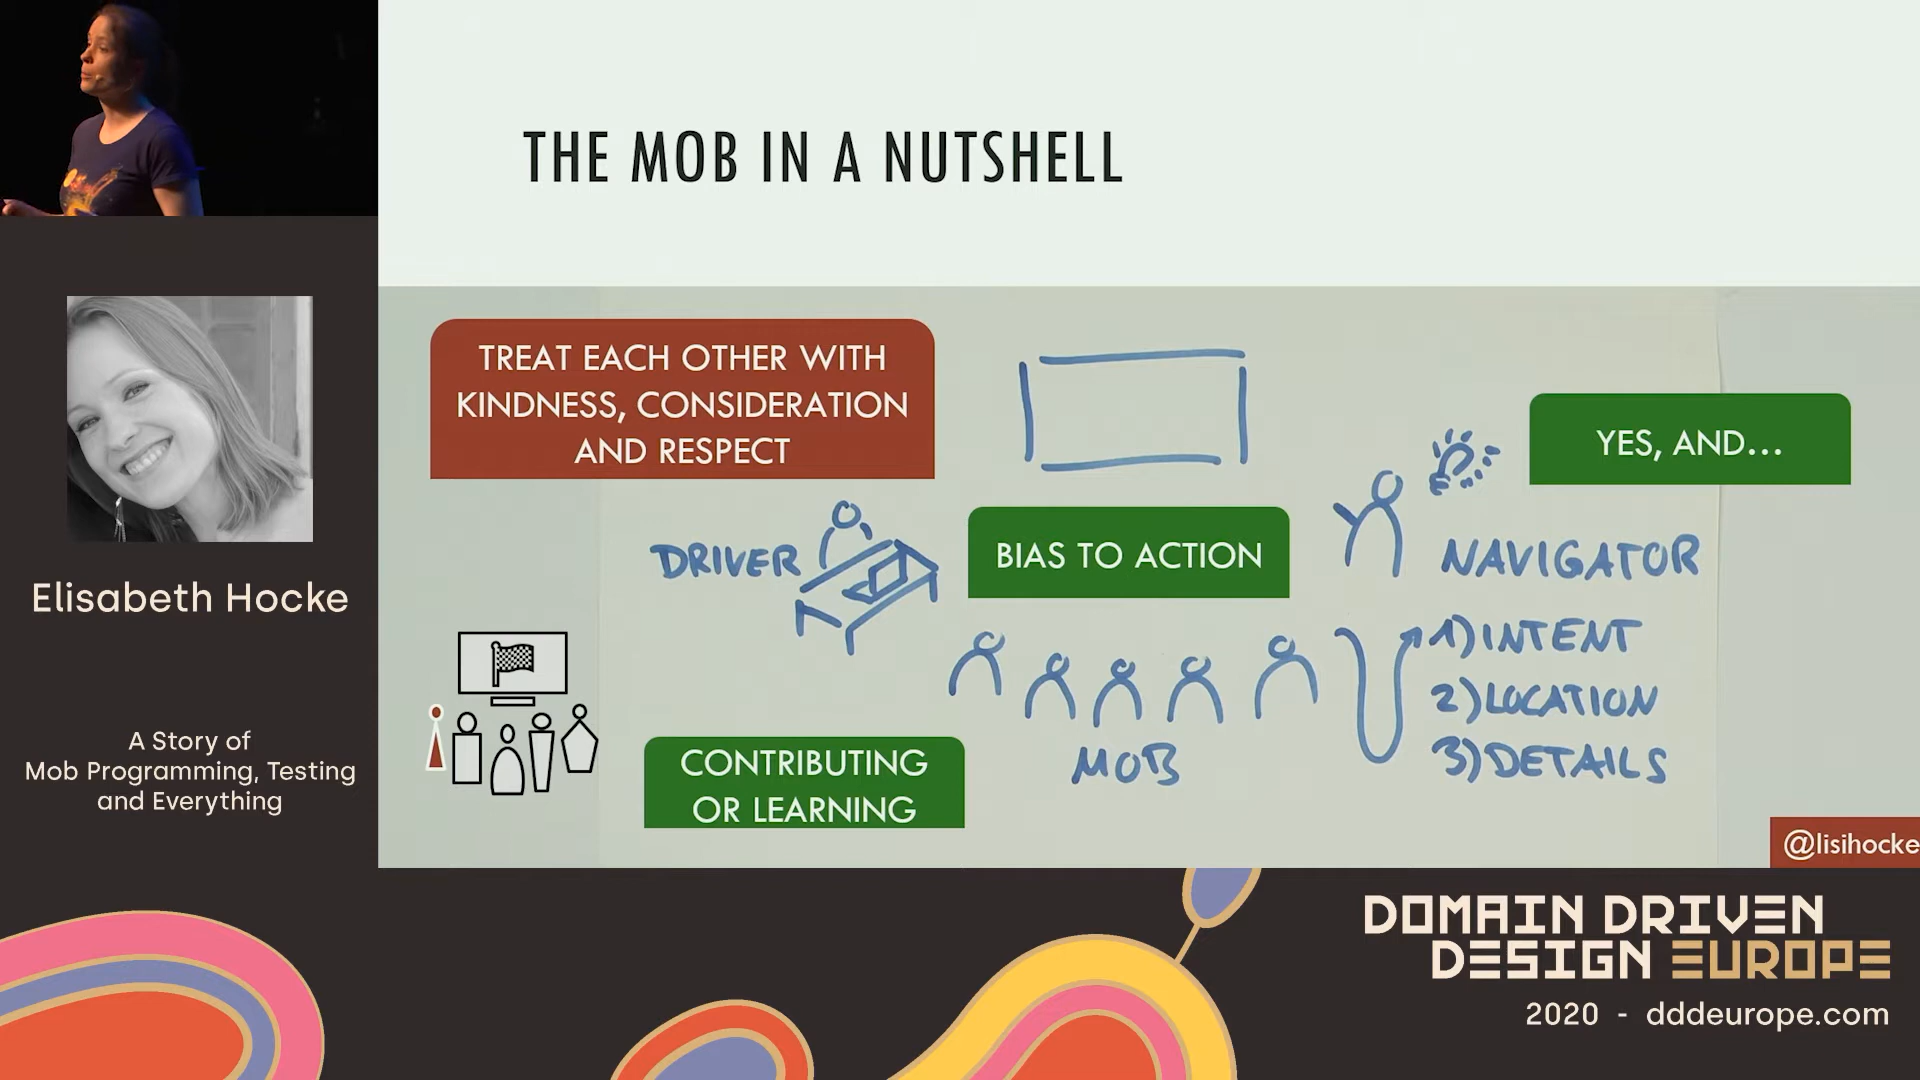 THE MOB IN A NUTSHELL
TREAT EACH OTHER WITH
KINDNESS, CONSIDERATION
AND RESPECT
YES, AND...
DRIVER
BIAS TO ACTION
NAVIGATOR
1) INTENT
2) LOCATION
3) DETAILS
MOB
CONTRIBUTING
OR LEARNING
@lisihocke
Elisabeth Hocke
A Story of
Mob Programming, Testing
and Everything
DOMAIN DRIVEN
DESIGN EUROPE
2020 - dddeurope.com